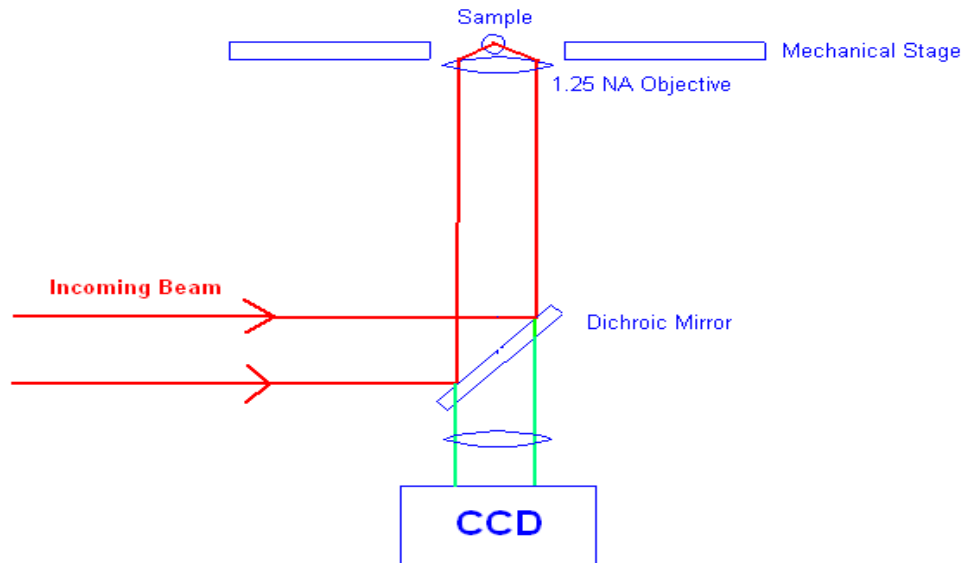 Sample
Mechanical Stage
1.25 NA Objective
Incoming Beam
Dichroic Mirror
CCD